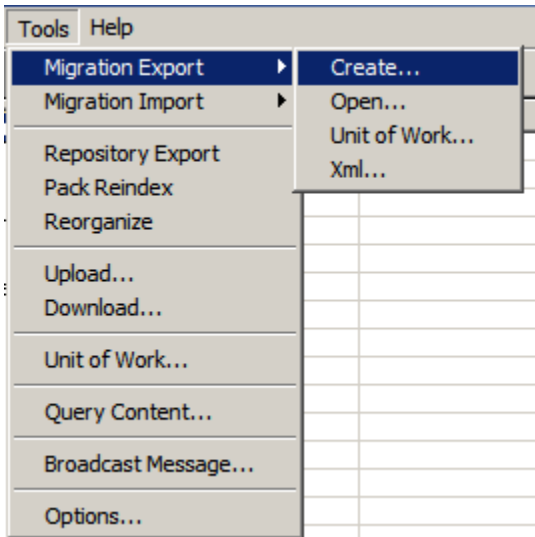 Tools Help
Migration Export
Migration Import
Repository Export
Pack Reindex
Reorganize
Upload...
Download...
Unit of Work...
Query Content...
Broadcast Message...
Options...
Create...
Open...
Unit of Work...
Xml...